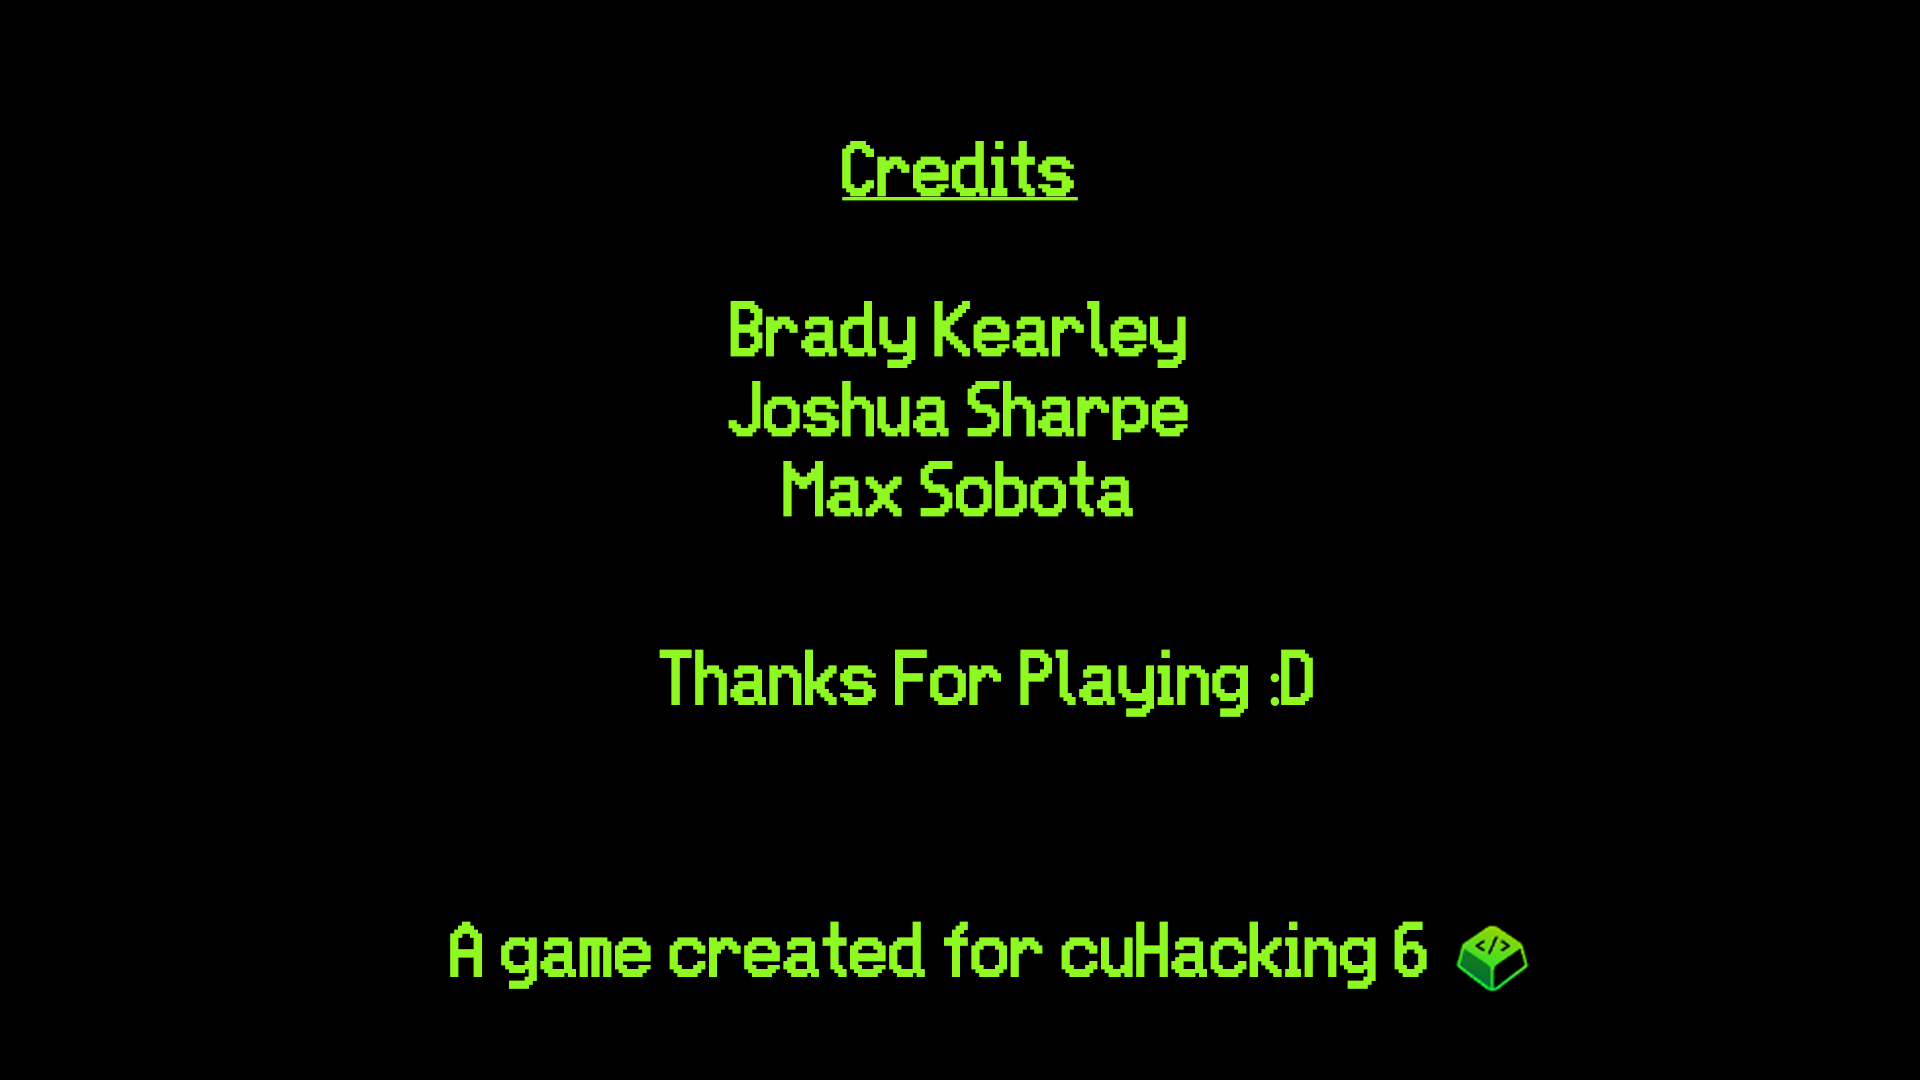 Credits
Brady Kearley
Joshua Sharpe
Max Sobota
Thanks For Playing :D
A game created for cuHacking 6 </>